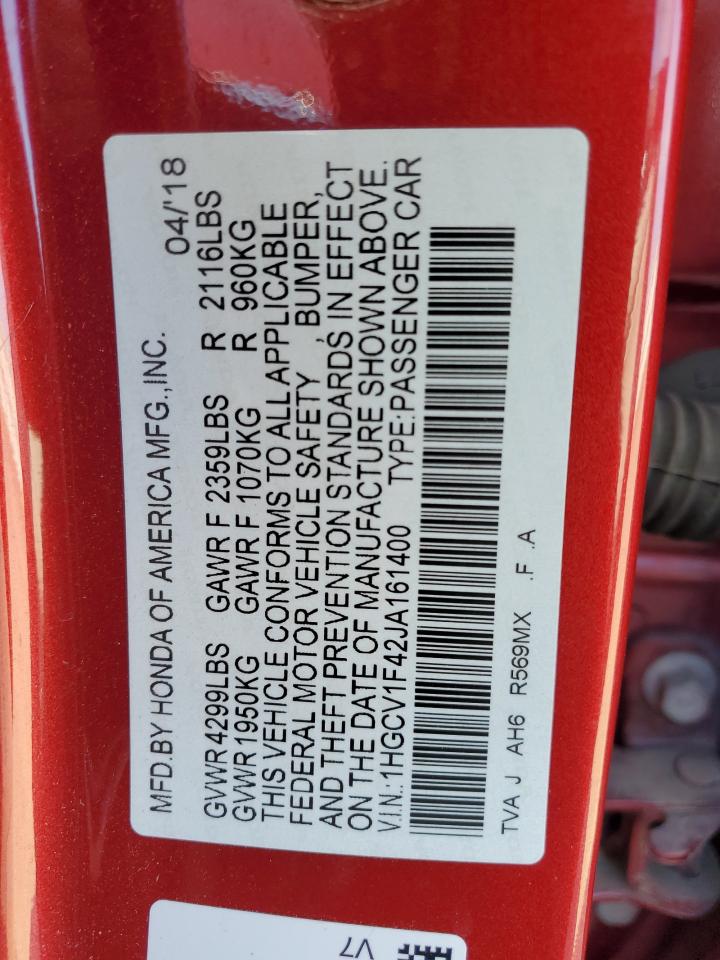 MFD.BY HONDA OF AMERICA MFG.,INC. 04/'18
GVWR 4299LBS GAWR F 2359LBS R 2116LBS
GVWR 1950KG GAWR F 1070KG R 960KG
THIS VEHICLE CONFORMS TO ALL APPLICABLE
FEDERAL MOTOR VEHICLE SAFETY , BUMPER,
AND THEFT PREVENTION STANDARDS IN EFFECT
ON THE DATE OF MANUFACTURE SHOWN ABOVE.
V.I.N.:1HGCV1F42JA161400 TYPE:PASSENGER CAR
TVA J AH6 R569MX .F .A
V7